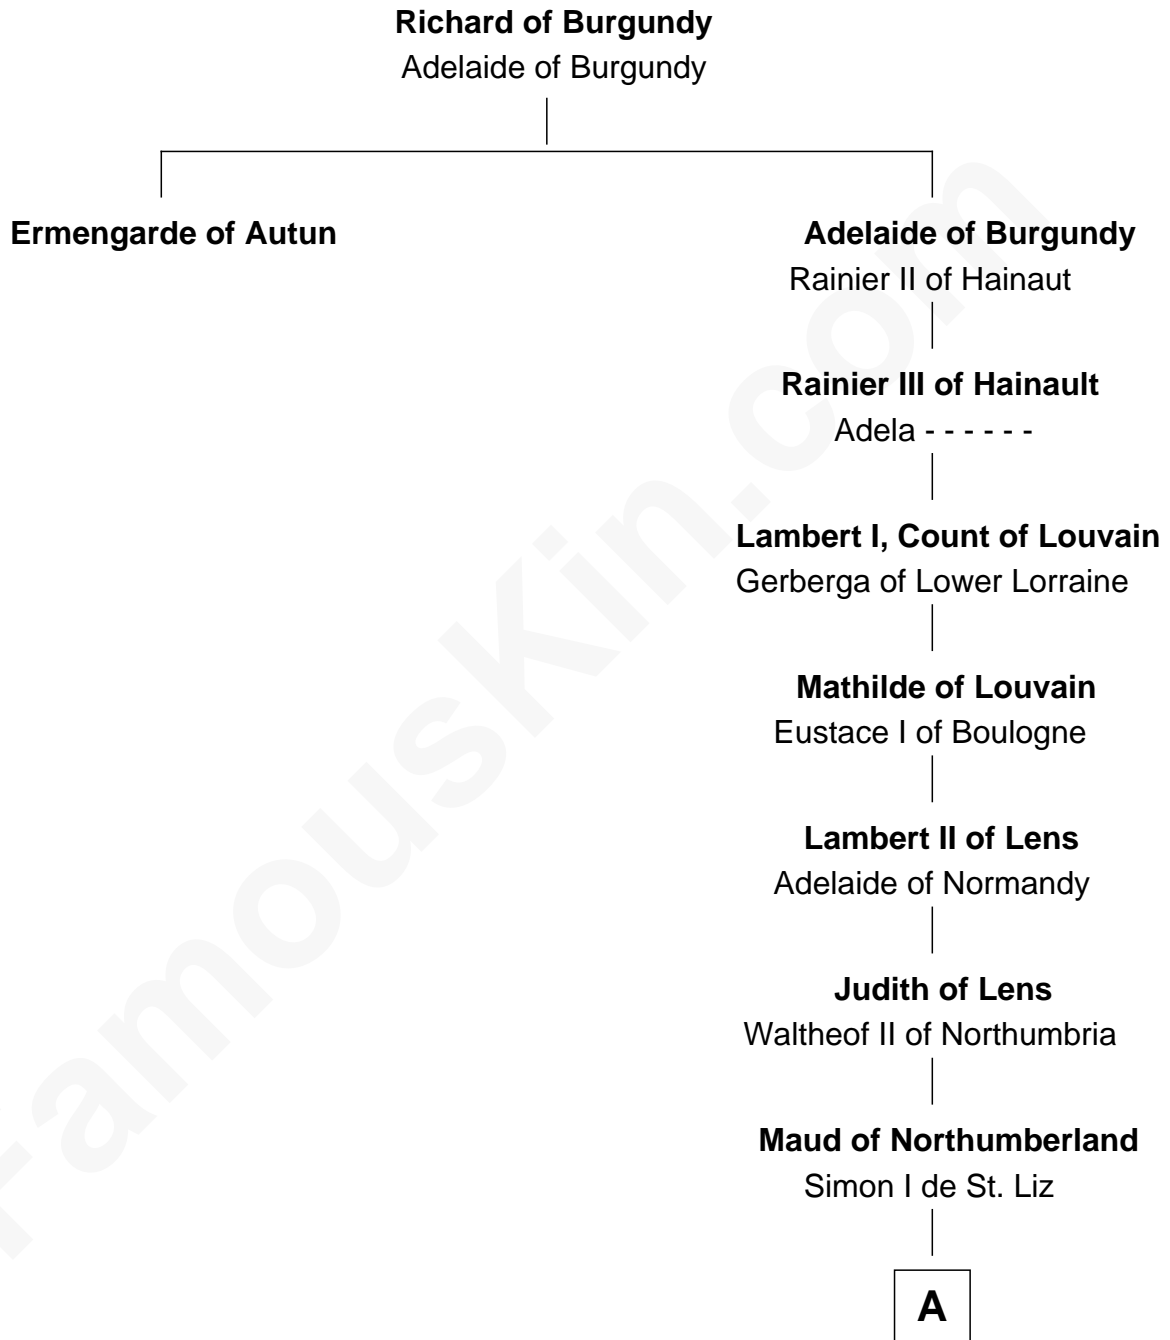 Richard of Burgundy
Adelaide of Burgundy
Ermengarde of Autun
Adelaide of Burgundy
Rainier II of Hainaut
Rainier III of Hainault
Adela - - - - - -
Lambert I, Count of Louvain
Gerberga of Lower Lorraine
Mathilde of Louvain
Eustace I of Boulogne
Lambert II of Lens
Adelaide of Normandy
Judith of Lens
Waltheof II of Northumbria
Maud of Northumberland
Simon I de St. Liz
A
FamousKin.com